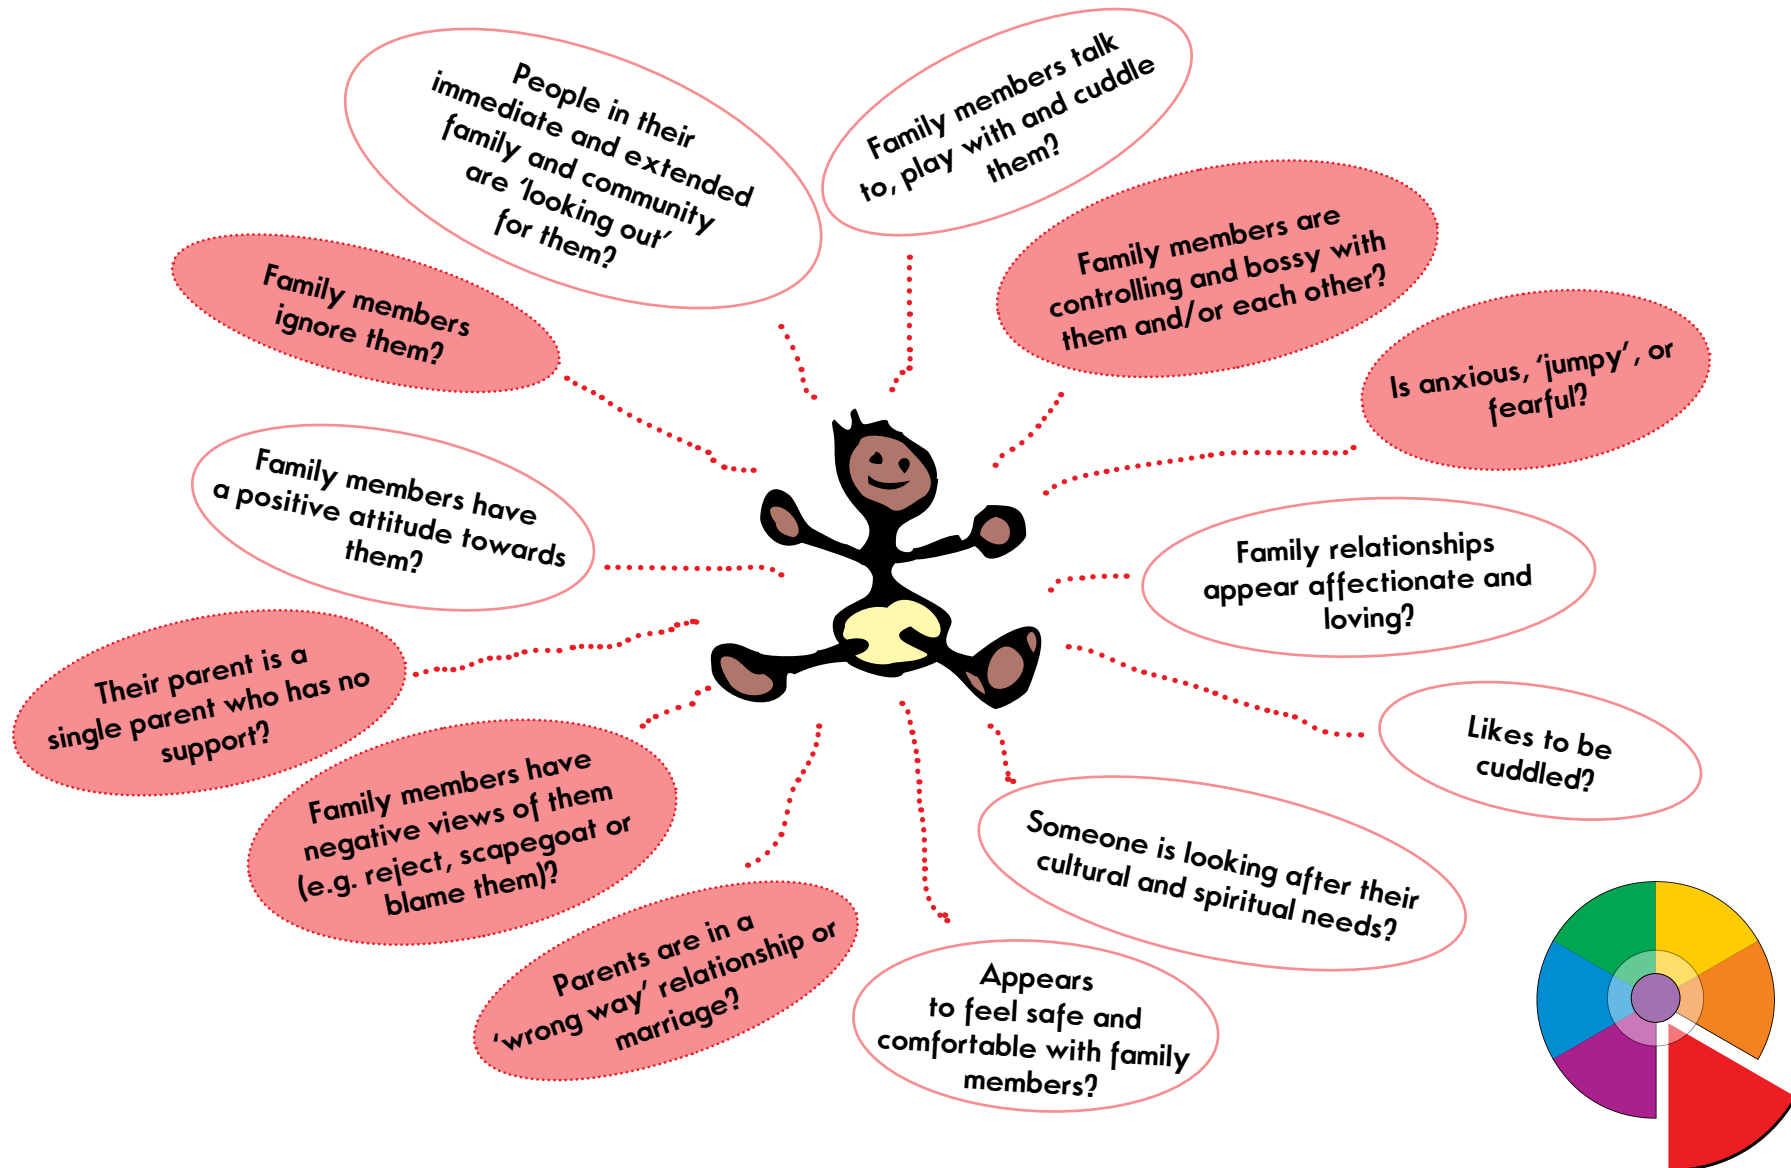 People in their
immediate and extended
family and community
are ‘looking out’
for them?
Family members talk
to, play with and cuddle
them?
Family members are
controlling and bossy with
them and/or each other?
Is anxious, ‘jumpy’, or
fearful?
Family relationships
appear affectionate and
loving?
Likes to be
cuddled?
Someone is looking after their
cultural and spiritual needs?
Appears
to feel safe and
comfortable with family
members?
Parents are in a
‘wrong way’ relationship or
marriage?
Family members have
negative views of them
(e.g. reject, scapegoat or
blame them)?
Their parent is a
single parent who has no
support?
Family members have
a positive attitude towards
them?
Family members
ignore them?